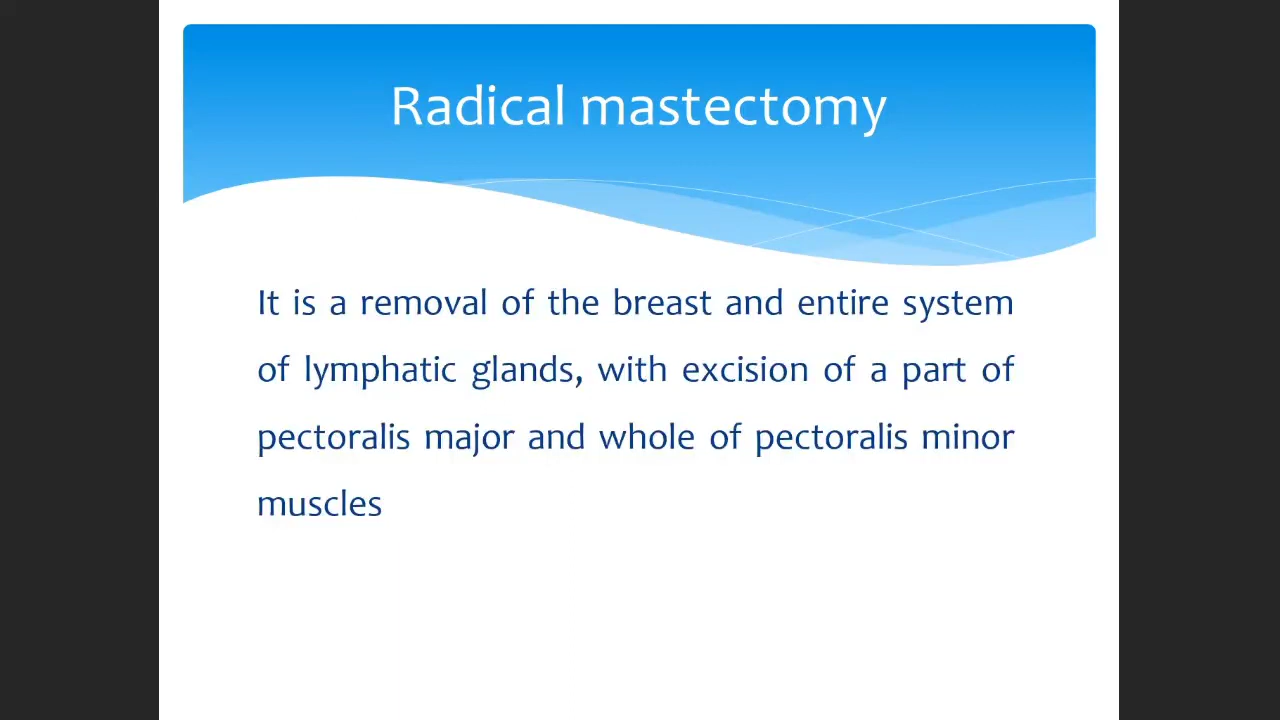 Radical mastectomy
It is a removal of the breast and entire system
of lymphatic glands, with excision of a part of
pectoralis major and whole of pectoralis minor
muscles